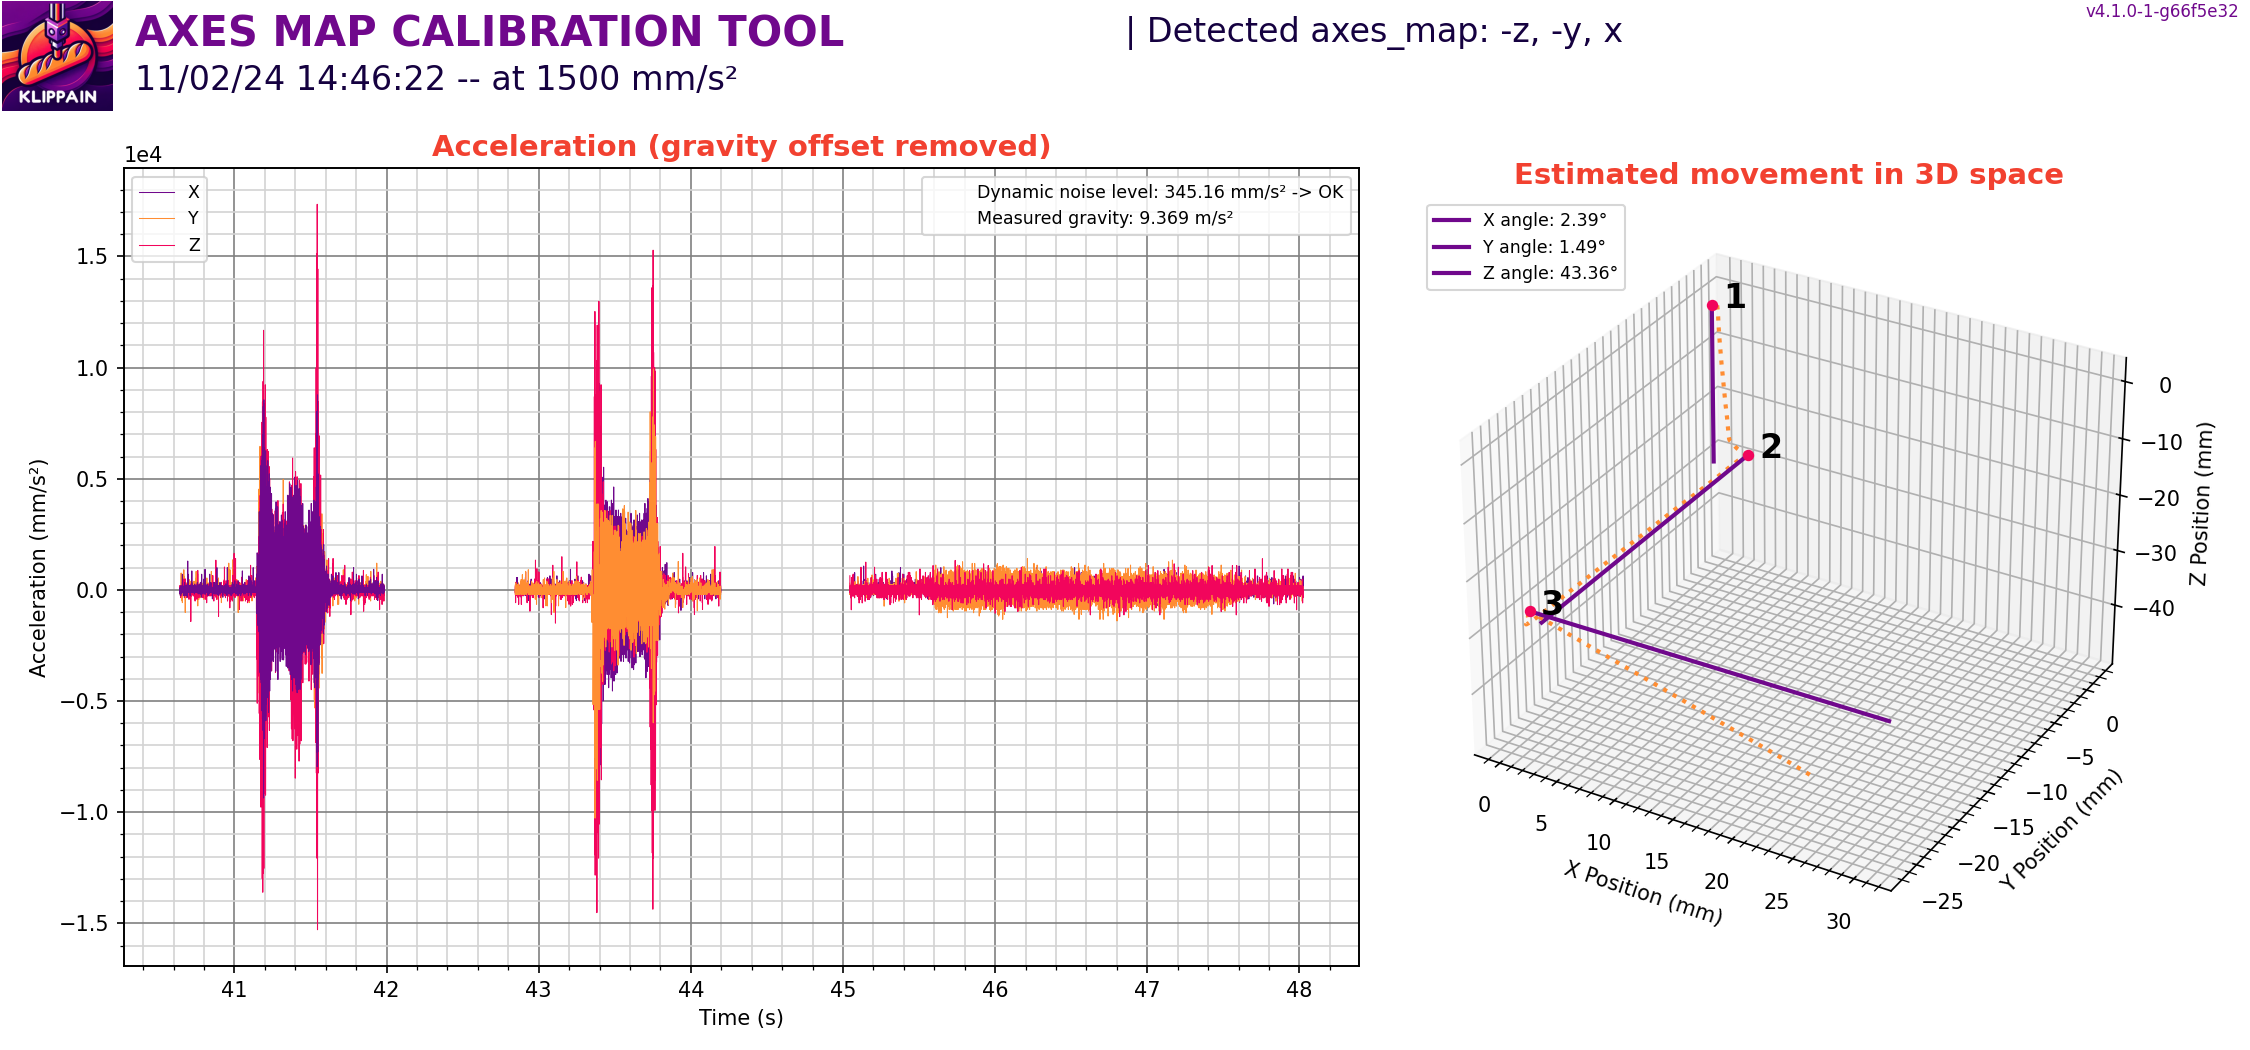 KLIPPAIN
AXES MAP CALIBRATION TOOL
11/02/24 14:46:22 -- at 1500 mm/s²
| Detected axes_map: -z, -y, x
v4.1.0-1-g66f5e32
Acceleration (gravity offset removed)
1e4
X
Y
Z
Dynamic noise level: 345.16 mm/s² -> OK
Measured gravity: 9.369 m/s²
1.5
1.0
0.5
0.0
−0.5
−1.0
−1.5
Acceleration (mm/s²)
41 42 43 44 45 46 47 48
Time (s)
Estimated movement in 3D space
X angle: 2.39°
Y angle: 1.49°
Z angle: 43.36°
1
2
3
0
−10
−20
−30
−40
Z Position (mm)
0
−5
−10
−15
−20
−25
Y Position (mm)
0
5
10
15
20
25
30
X Position (mm)